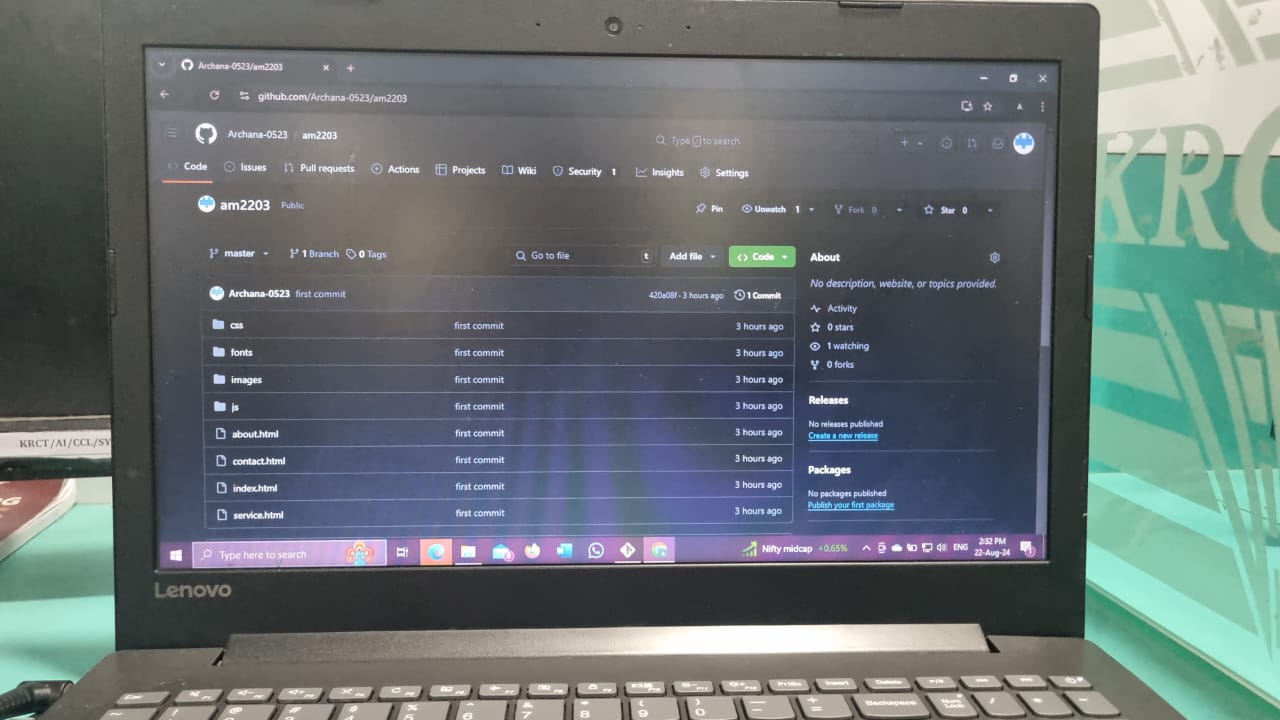 Archana-0523/am2203
github.com/Archana-0523/am2203
Archana-0523 / am2203
Type / to search
Code Issues Pull requests Actions Projects Wiki Security 1 Insights Settings
am2203 Public
Pin Unwatch 1 Fork 0 Star 0
master 1 Branch 0 Tags Go to file t Add file Code
Archana-0523 first commit 420a08f · 3 hours ago 1 Commit
css first commit 3 hours ago
fonts first commit 3 hours ago
images first commit 3 hours ago
js first commit 3 hours ago
about.html first commit 3 hours ago
contact.html first commit 3 hours ago
index.html first commit 3 hours ago
service.html first commit 3 hours ago
About
No description, website, or topics provided.
Activity
0 stars
1 watching
0 forks
Releases
No releases published
Create a new release
Packages
No packages published
Publish your first package
Type here to search
Nifty midcap +0.65%
ENG
2:32 PM
22-Aug-24
Lenovo
KRCT/AI/CCL/SY
KRC
Insert
Delete
Backspace